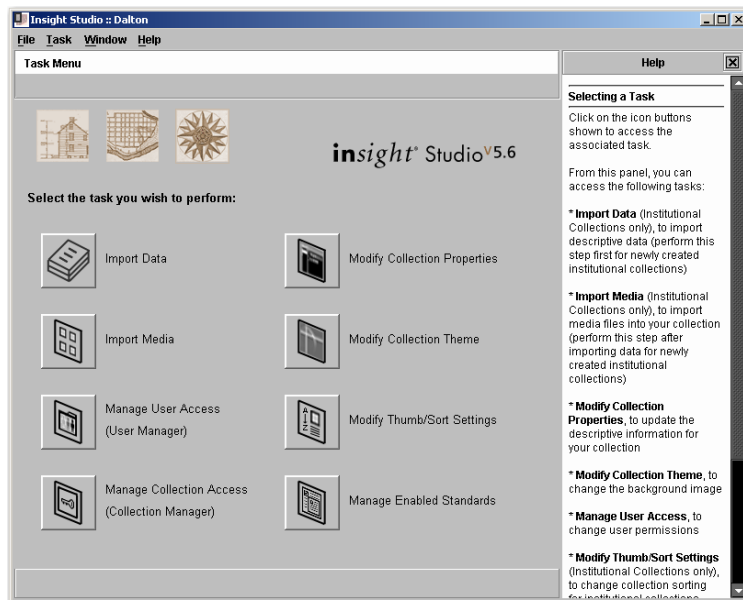 Insight Studio :: Dalton
File Task Window Help
Task Menu
insight® Studio V5.6
Select the task you wish to perform:
Import Data
Modify Collection Properties
Import Media
Modify Collection Theme
Manage User Access
(User Manager)
Modify Thumb/Sort Settings
Manage Collection Access
(Collection Manager)
Manage Enabled Standards
Help
Selecting a Task
Click on the icon buttons
shown to access the
associated task.
From this panel, you can
access the following tasks:
* Import Data (Institutional
Collections only), to import
descriptive data (perform this
step first for newly created
institutional collections)
* Import Media (Institutional
Collections only), to import
media files into your collection
(perform this step after
importing data for newly
created institutional
collections)
* Modify Collection
Properties, to update the
descriptive information for
your collection
* Modify Collection Theme, to
change the background image
* Manage User Access, to
change user permissions
* Modify Thumb/Sort Settings
(Institutional Collections only),
to change collection sorting
for institutional collections